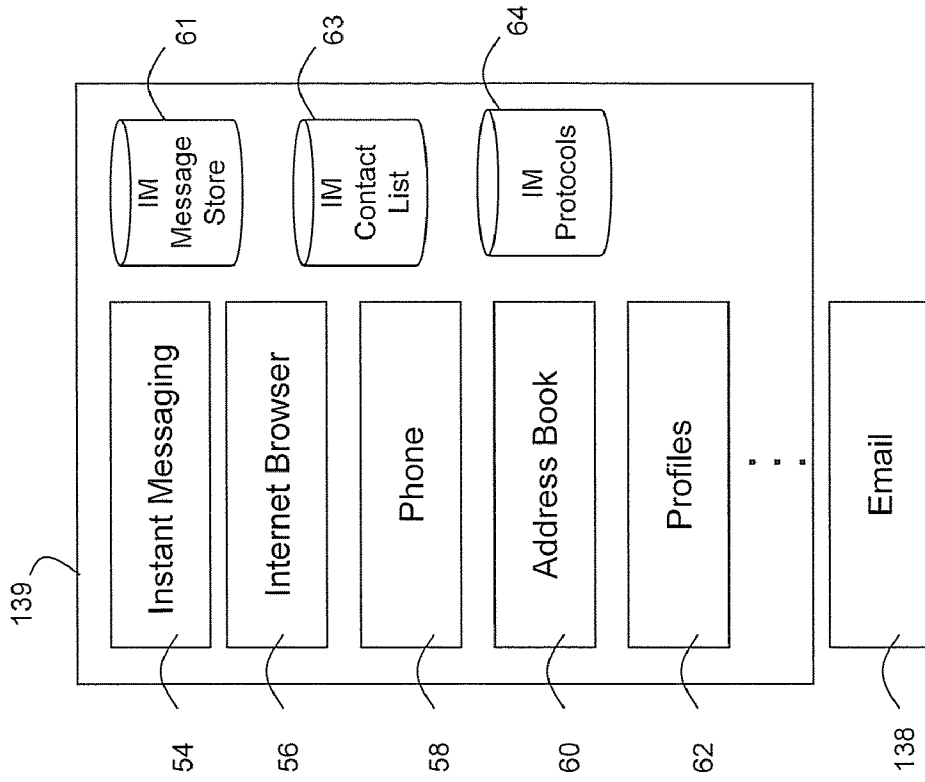 139
54
Instant Messaging
IM
Message
Store
61
56
Internet Browser
58
Phone
IM
Contact
List
63
60
Address Book
IM
Protocols
64
62
Profiles
. . .
138
Email